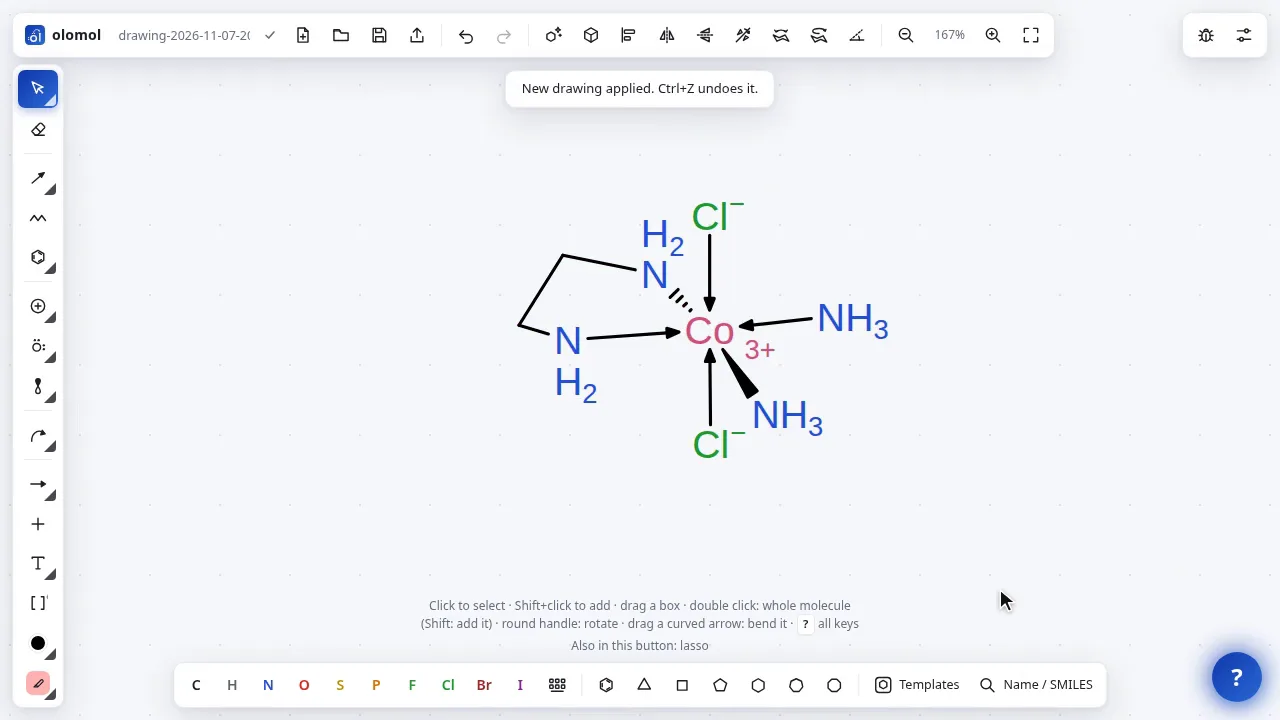 olomol drawing-2026-11-07-20 167%
New drawing applied. Ctrl+Z undoes it.
Cl−
H2
N
Co 3+
NH3
N
H2
NH3
Cl−
Click to select · Shift+click to add · drag a box · double click: whole molecule
(Shift: add it) · round handle: rotate · drag a curved arrow: bend it · ? all keys
Also in this button: lasso
C H N O S P F Cl Br I Templates Name / SMILES
?